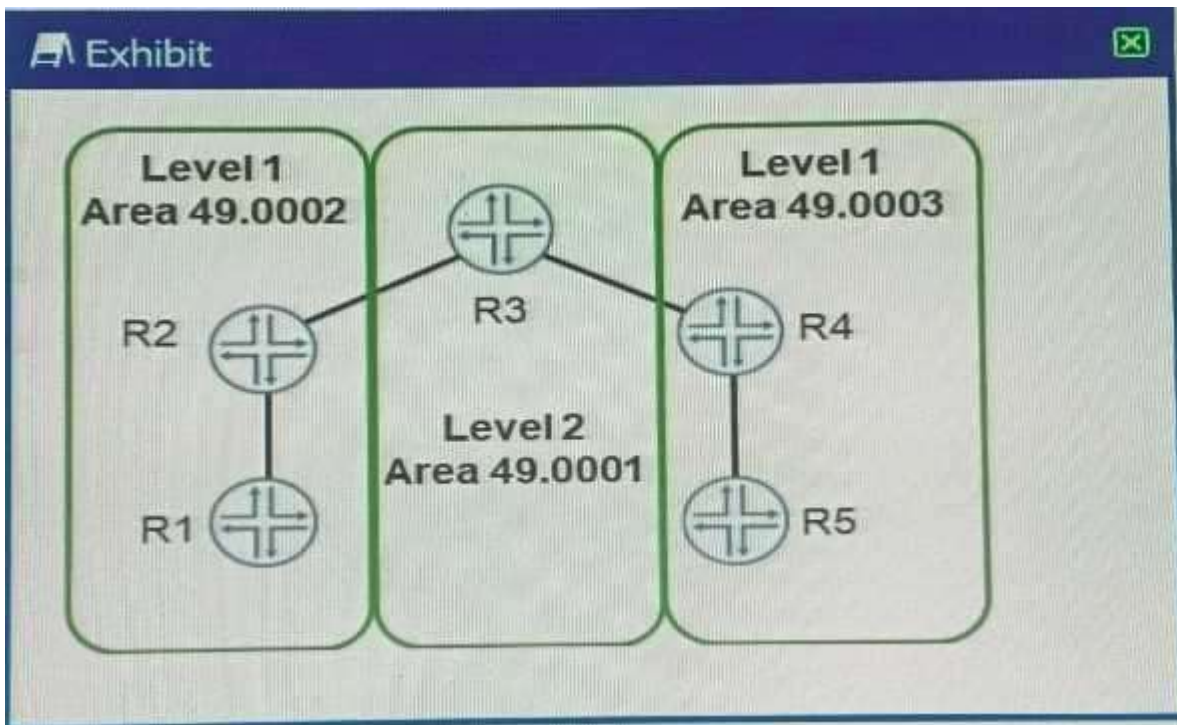 Exhibit
Level 1
Area 49.0002
Level 1
Area 49.0003
R3
R2
R4
Level 2
Area 49.0001
R1
R5